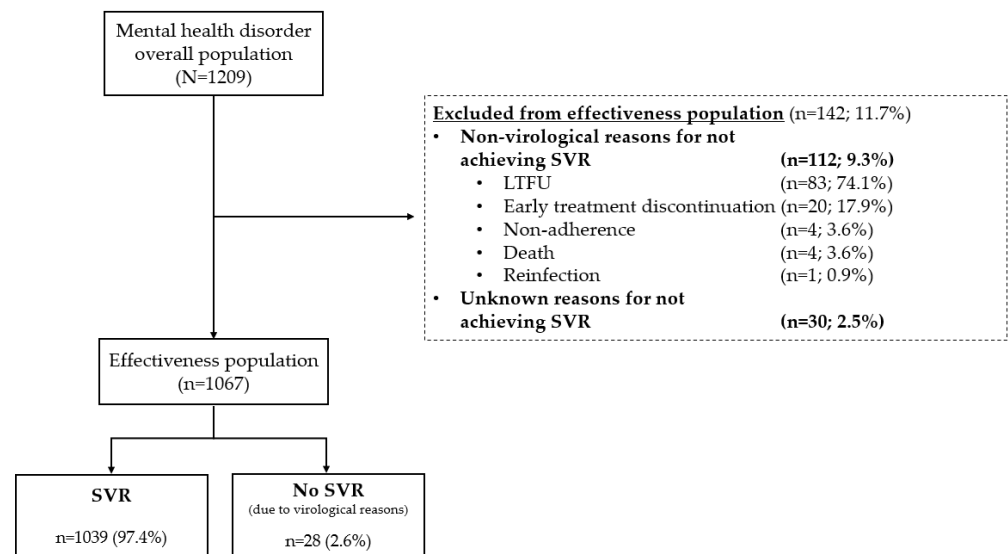 Mental health disorder
overall population
(N=1209)
Excluded from effectiveness population (n=142; 11.7%)
• Non-virological reasons for not
achieving SVR (n=112; 9.3%)
• LTFU (n=83; 74.1%)
• Early treatment discontinuation (n=20; 17.9%)
• Non-adherence (n=4; 3.6%)
• Death (n=4; 3.6%)
• Reinfection (n=1; 0.9%)
• Unknown reasons for not
achieving SVR (n=30; 2.5%)
Effectiveness population
(n=1067)
SVR
n=1039 (97.4%)
No SVR
(due to virological reasons)
n=28 (2.6%)